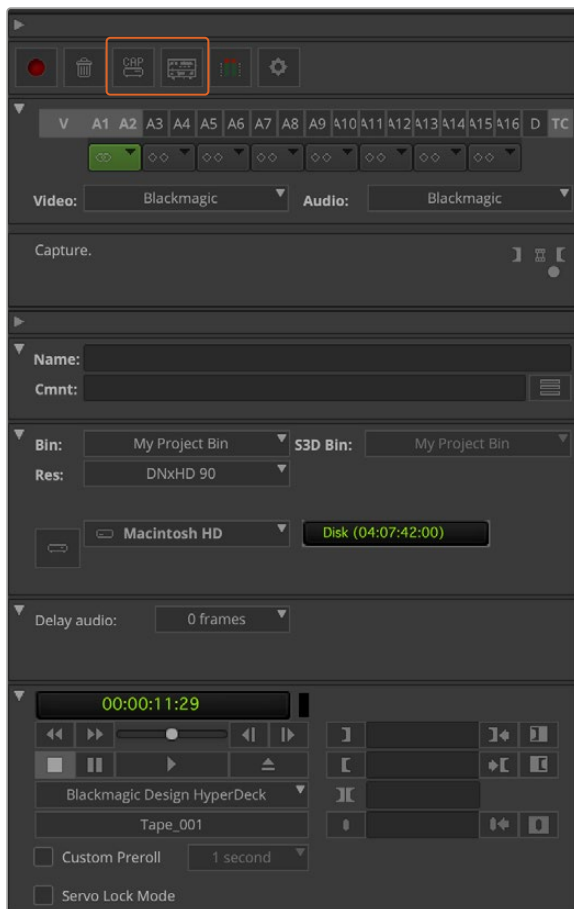 CAP
V A1 A2 A3 A4 A5 A6 A7 A8 A9 A10 A11 A12 A13 A14 A15 A16 D TC
Video: Blackmagic Audio: Blackmagic
Capture.
Name:
Cmnt:
Bin: My Project Bin S3D Bin: My Project Bin
Res: DNxHD 90
Macintosh HD Disk (04:07:42:00)
Delay audio: 0 frames
00:00:11:29
Blackmagic Design HyperDeck
Tape_001
Custom Preroll 1 second
Servo Lock Mode